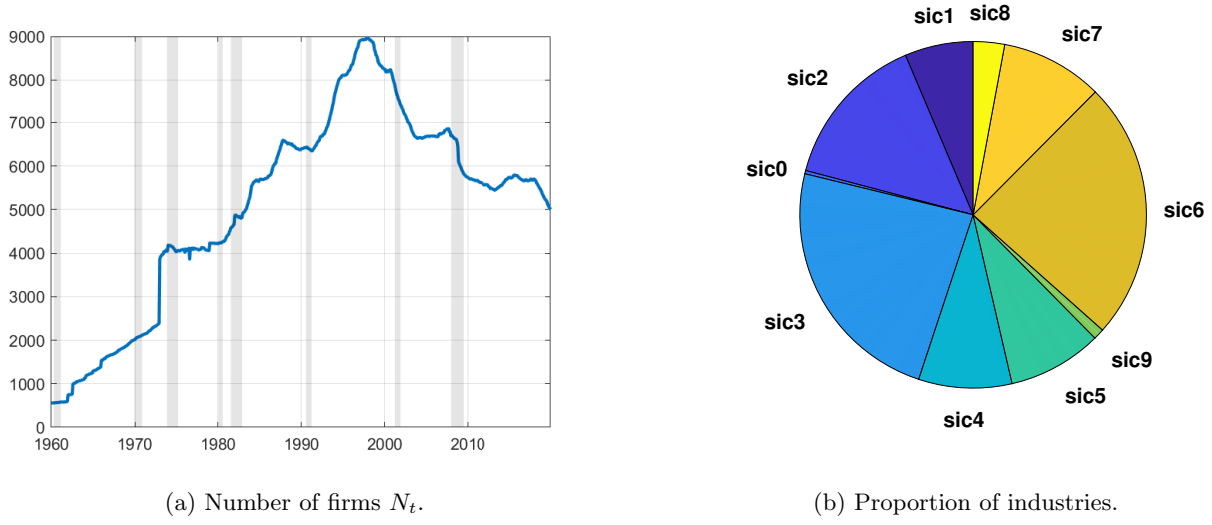 9000
8000
7000
6000
5000
4000
3000
2000
1000
0
1960
1970
1980
1990
2000
2010
(a) Number of firms N_t.
sic1
sic8
sic7
sic2
sic0
sic6
sic3
sic9
sic5
sic4
(b) Proportion of industries.